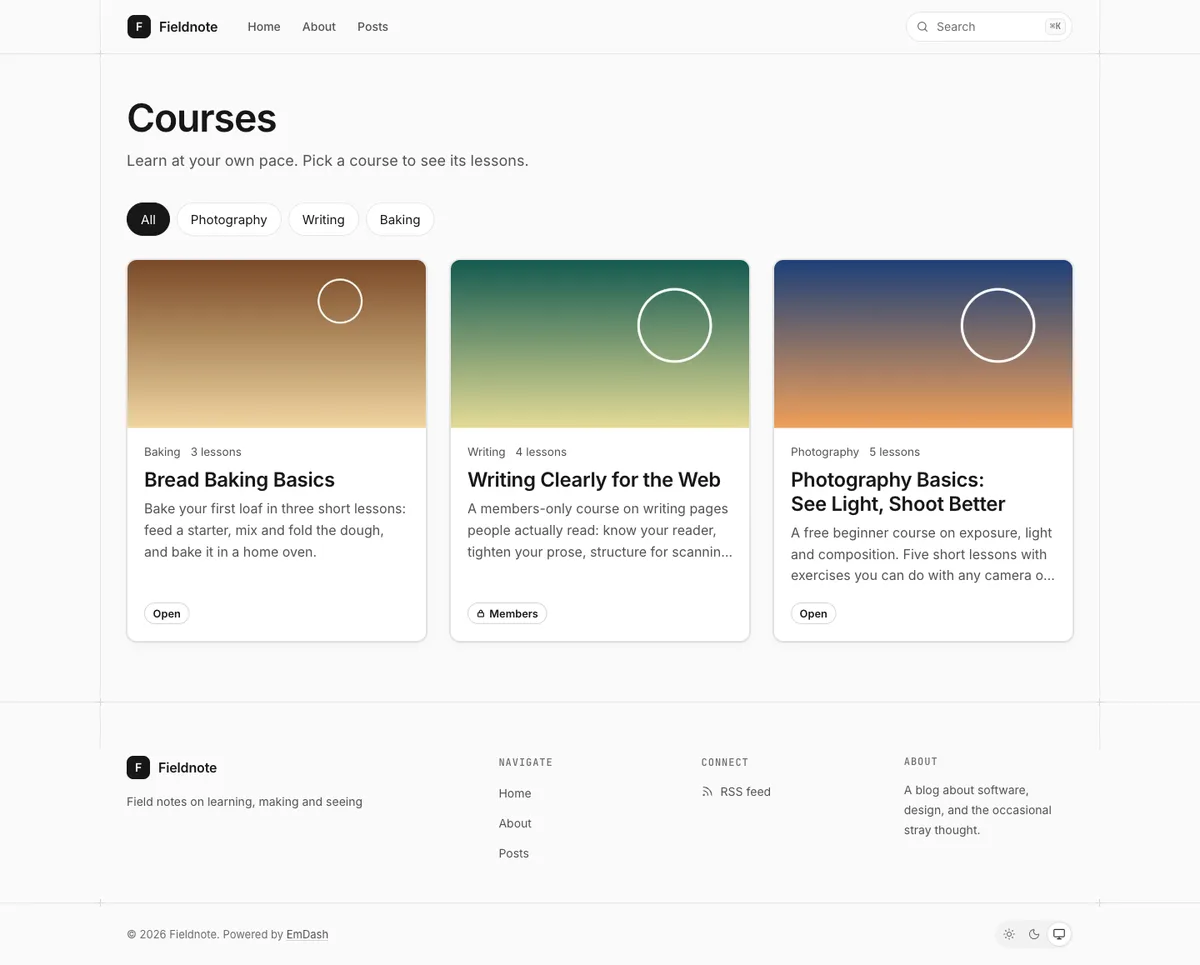 F Fieldnote Home About Posts Search ⌘K
Courses
Learn at your own pace. Pick a course to see its lessons.
All Photography Writing Baking
Baking 3 lessons
Bread Baking Basics
Bake your first loaf in three short lessons:
feed a starter, mix and fold the dough,
and bake it in a home oven.
Open
Writing 4 lessons
Writing Clearly for the Web
A members-only course on writing pages
people actually read: know your reader,
tighten your prose, structure for scannin...
Members
Photography 5 lessons
Photography Basics:
See Light, Shoot Better
A free beginner course on exposure, light
and composition. Five short lessons with
exercises you can do with any camera o...
Open
F Fieldnote
Field notes on learning, making and seeing
NAVIGATE
Home
About
Posts
CONNECT
RSS feed
ABOUT
A blog about software,
design, and the occasional
stray thought.
© 2026 Fieldnote. Powered by EmDash